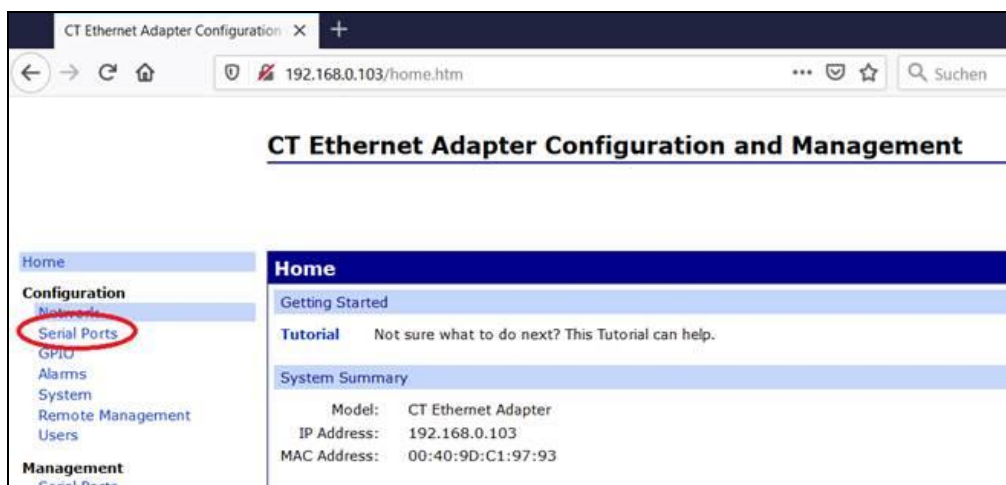 CT Ethernet Adapter Configuration
192.168.0.103/home.htm
Suchen
CT Ethernet Adapter Configuration and Management
Home
Configuration
Network
Serial Ports
GPIO
Alarms
System
Remote Management
Users
Management
Serial Ports
Home
Getting Started
Tutorial Not sure what to do next? This Tutorial can help.
System Summary
Model: CT Ethernet Adapter
IP Address: 192.168.0.103
MAC Address: 00:40:9D:C1:97:93